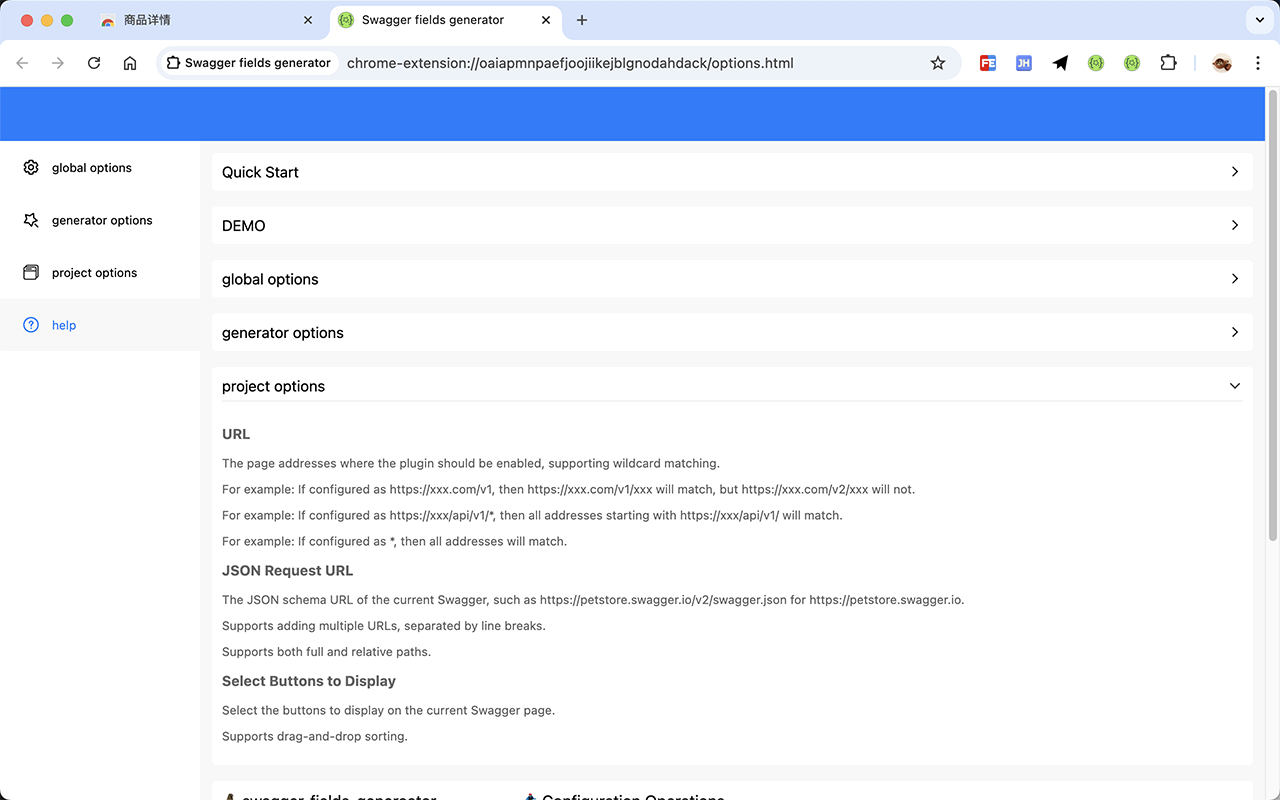 商品详情
Swagger fields generator
Swagger fields generator
chrome-extension://oaiapmnpaefjoojiikejblgnodahdack/options.html
FE
JH
global options
generator options
project options
help
Quick Start
DEMO
global options
generator options
project options
URL
The page addresses where the plugin should be enabled, supporting wildcard matching.
For example: If configured as https://xxx.com/v1, then https://xxx.com/v1/xxx will match, but https://xxx.com/v2/xxx will not.
For example: If configured as https://xxx/api/v1/*, then all addresses starting with https://xxx/api/v1/ will match.
For example: If configured as *, then all addresses will match.
JSON Request URL
The JSON schema URL of the current Swagger, such as https://petstore.swagger.io/v2/swagger.json for https://petstore.swagger.io.
Supports adding multiple URLs, separated by line breaks.
Supports both full and relative paths.
Select Buttons to Display
Select the buttons to display on the current Swagger page.
Supports drag-and-drop sorting.
Configuration Operations